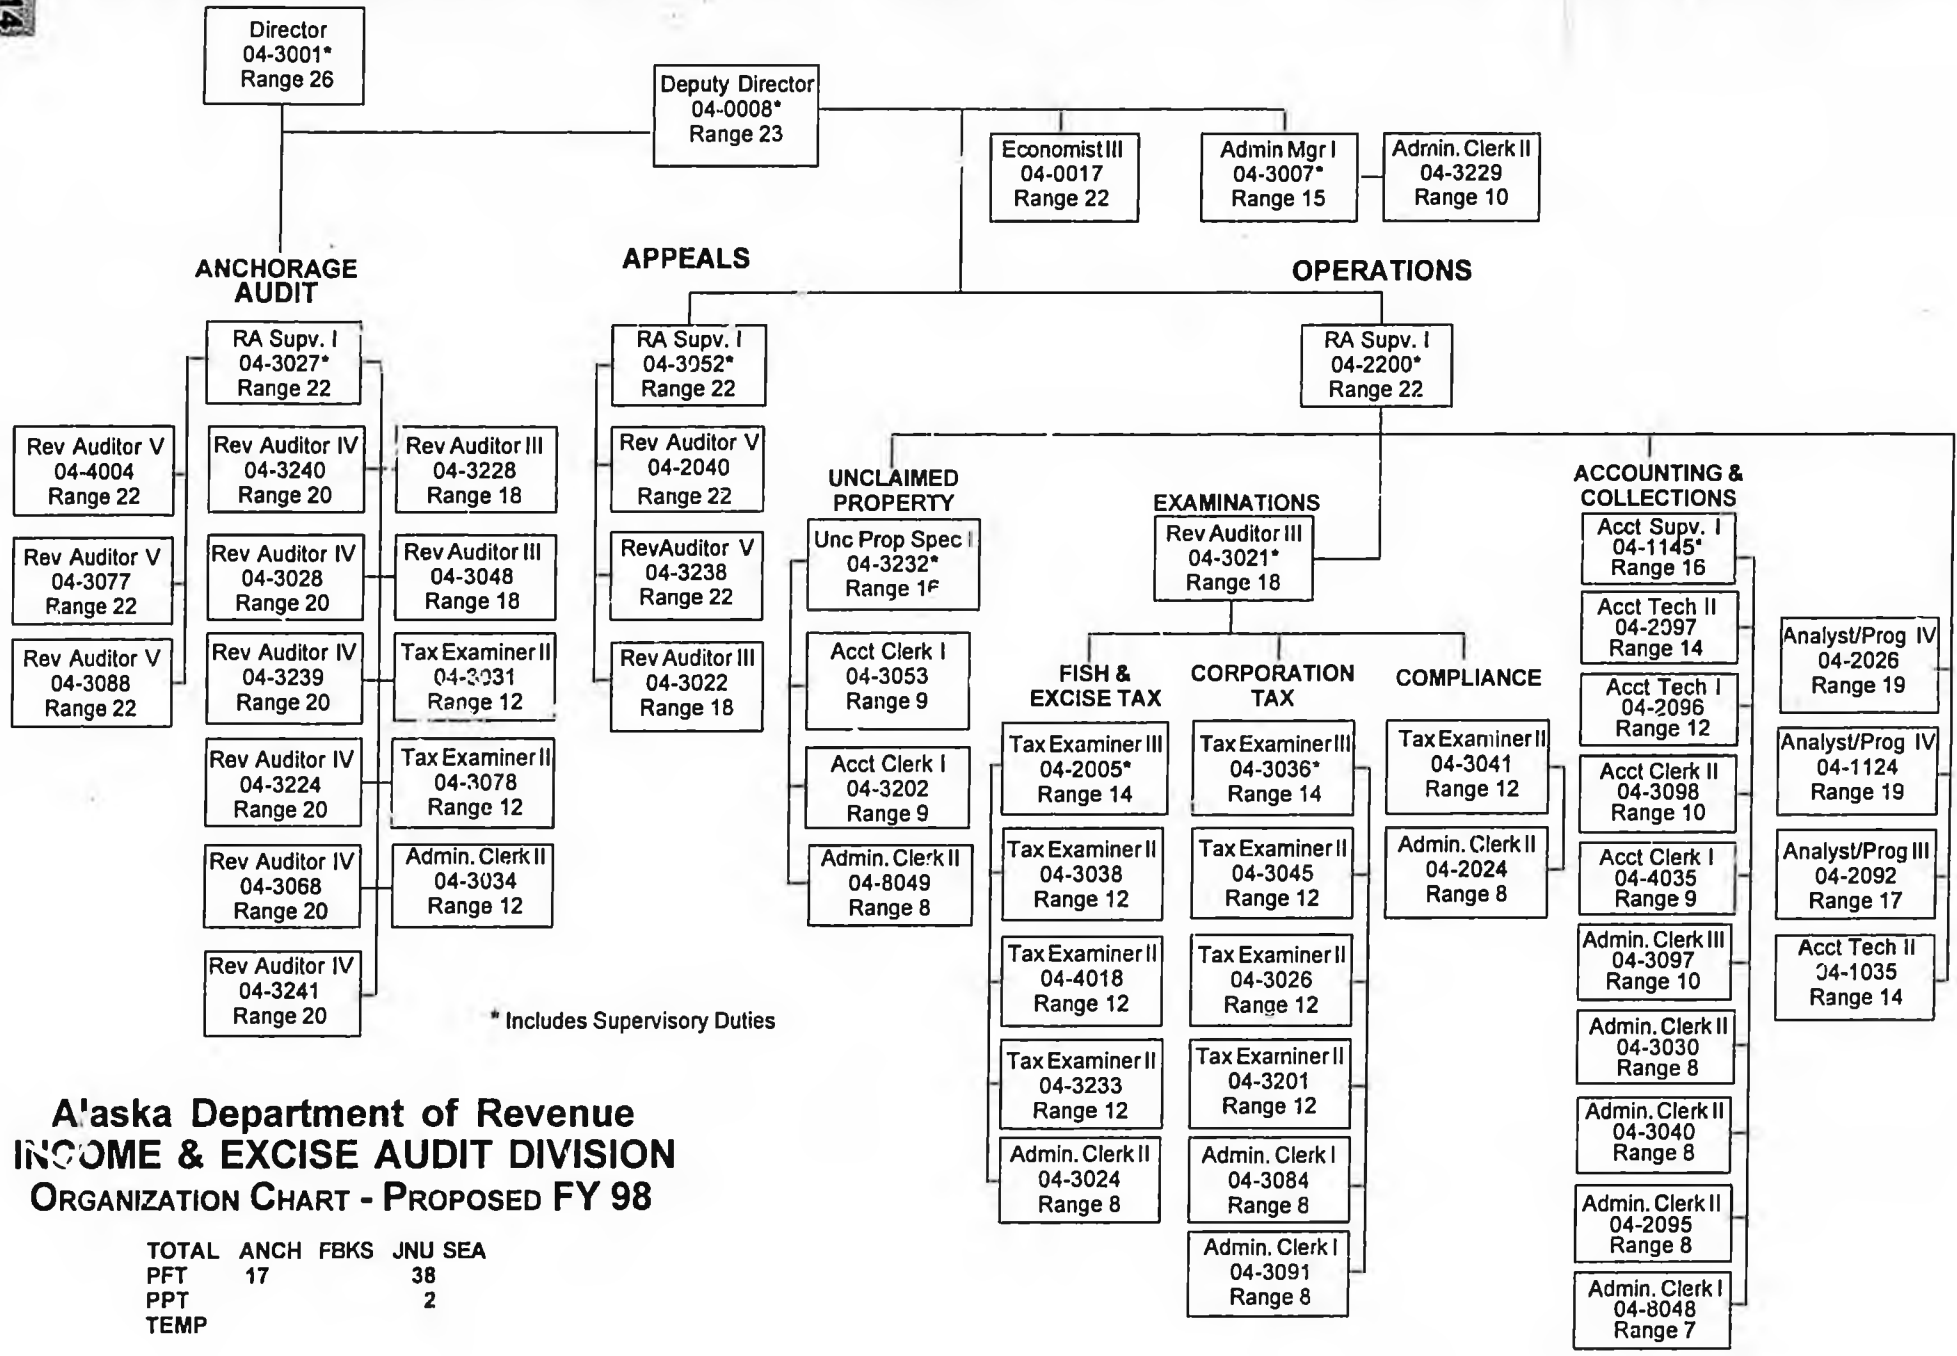 14
Director
04-3001*
Range 26
Deputy Director
04-0008*
Range 23
Economist III
04-0017
Range 22
Admin Mgr I
04-3007*
Range 15
Admin. Clerk II
04-3229
Range 10
ANCHORAGE
AUDIT
RA Supv. I
04-3027*
Range 22
Rev Auditor V
04-4004
Range 22
Rev Auditor V
04-3077
Range 22
Rev Auditor V
04-3088
Range 22
Rev Auditor IV
04-3240
Range 20
Rev Auditor IV
04-3028
Range 20
Rev Auditor IV
04-3239
Range 20
Rev Auditor IV
04-3224
Range 20
Rev Auditor IV
04-3068
Range 20
Rev Auditor IV
04-3241
Range 20
Rev Auditor III
04-3228
Range 18
Rev Auditor III
04-3048
Range 18
Tax Examiner II
04-3031
Range 12
Tax Examiner II
04-3078
Range 12
Admin. Clerk II
04-3034
Range 12
APPEALS
RA Supv. I
04-3052*
Range 22
Rev Auditor V
04-2040
Range 22
RevAuditor V
04-3238
Range 22
Rev Auditor III
04-3022
Range 18
OPERATIONS
RA Supv. I
04-2200*
Range 22
UNCLAIMED
PROPERTY
Unc Prop Spec I
04-3232*
Range 16
Acct Clerk I
04-3053
Range 9
Acct Clerk I
04-3202
Range 9
Admin. Clerk II
04-8049
Range 8
EXAMINATIONS
Rev Auditor III
04-3021*
Range 18
FISH &
EXCISE TAX
Tax Examiner III
04-2005*
Range 14
Tax Examiner II
04-3038
Range 12
Tax Examiner II
04-4018
Range 12
Tax Examiner II
04-3233
Range 12
Admin. Clerk II
04-3024
Range 8
CORPORATION
TAX
Tax Examiner III
04-3036*
Range 14
Tax Examiner II
04-3045
Range 12
Tax Examiner II
04-3026
Range 12
Tax Examiner II
04-3201
Range 12
Admin. Clerk I
04-3084
Range 8
Admin. Clerk I
04-3091
Range 8
COMPLIANCE
Tax Examiner II
04-3041
Range 12
Admin. Clerk II
04-2024
Range 8
ACCOUNTING &
COLLECTIONS
Acct Supv. I
04-1145*
Range 16
Acct Tech II
04-2097
Range 14
Acct Tech I
04-2096
Range 12
Acct Clerk II
04-3098
Range 10
Acct Clerk I
04-4035
Range 9
Admin. Clerk III
04-3097
Range 10
Admin. Clerk II
04-3030
Range 8
Admin. Clerk II
04-3040
Range 8
Admin. Clerk II
04-2095
Range 8
Admin. Clerk I
04-8048
Range 7
Analyst/Prog IV
04-2026
Range 19
Analyst/Prog IV
04-1124
Range 19
Analyst/Prog III
04-2092
Range 17
Acct Tech II
04-1035
Range 14
* Includes Supervisory Duties
Alaska Department of Revenue
INCOME & EXCISE AUDIT DIVISION
ORGANIZATION CHART - PROPOSED FY 98
TOTAL ANCH FBKS JNU SEA
PFT 17 38
PPT 2
TEMP